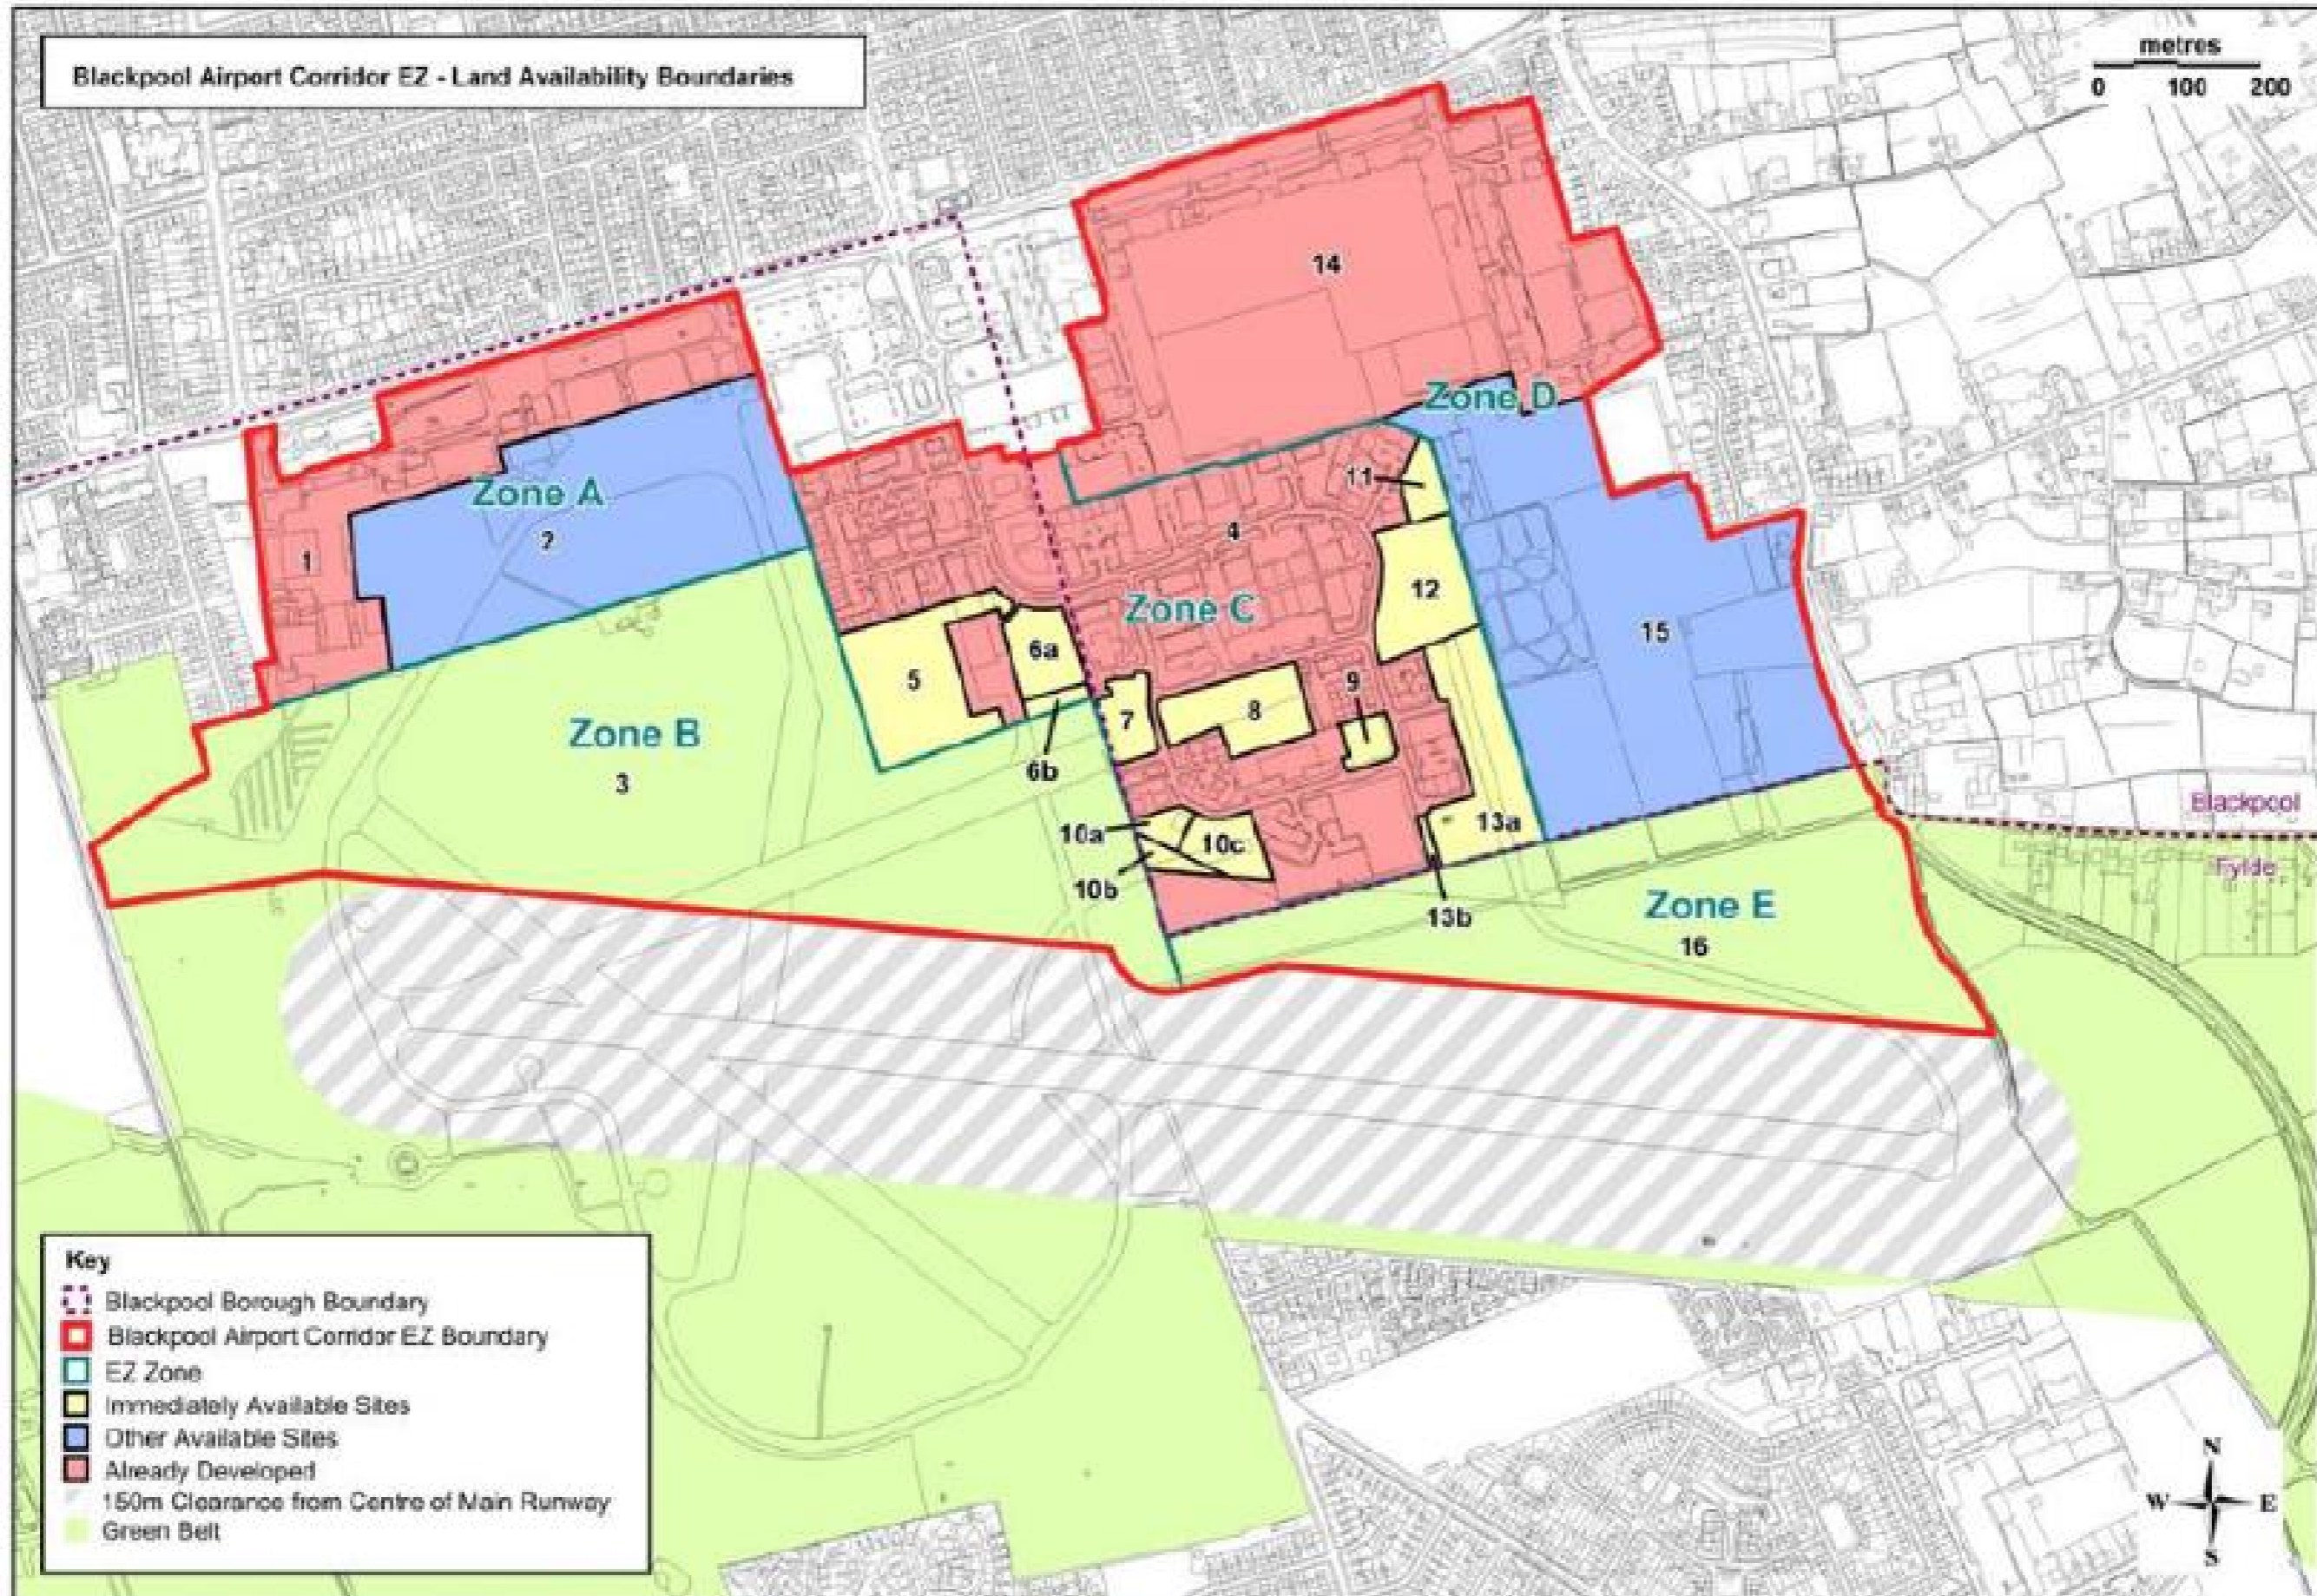 Blackpool Airport Corridor EZ - Land Availability Boundaries
metres
0 100 200
14
Zone D
11
Zone A
2
1
4
12
Zone C
15
6a
5
9
7
8
Zone B
3
6b
10a
10c
13a
10b
13b
Zone E
16
Blackpool
Fylde
Key
Blackpool Borough Boundary
Blackpool Airport Corridor EZ Boundary
EZ Zone
Immediately Available Sites
Other Available Sites
Already Developed
150m Clearance from Centre of Main Runway
Green Belt
N
W E
S